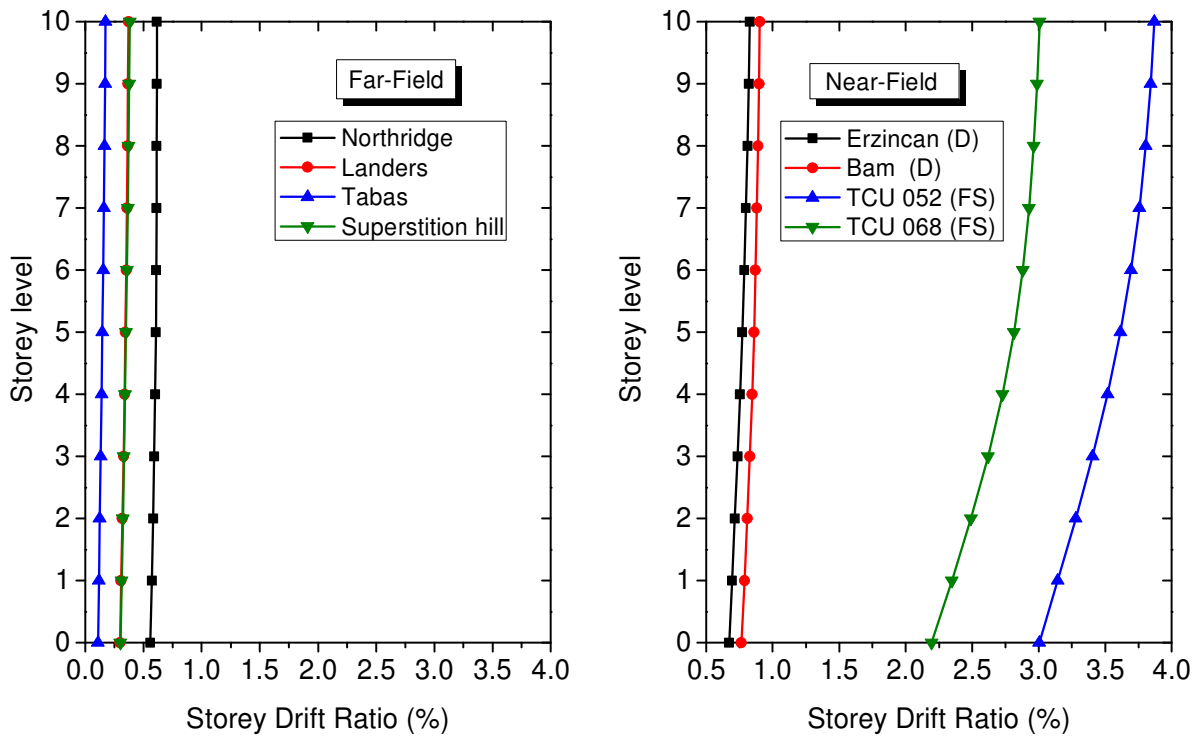 Far-Field
Northridge
Landers
Tabas
Superstition hill
10
9
8
7
6
5
4
3
2
1
0
Storey level
0.0 0.5 1.0 1.5 2.0 2.5 3.0 3.5 4.0
Storey Drift Ratio (%)
Near-Field
Erzincan (D)
Bam (D)
TCU 052 (FS)
TCU 068 (FS)
10
9
8
7
6
5
4
3
2
1
0
Storey level
0.5 1.0 1.5 2.0 2.5 3.0 3.5 4.0
Storey Drift Ratio (%)